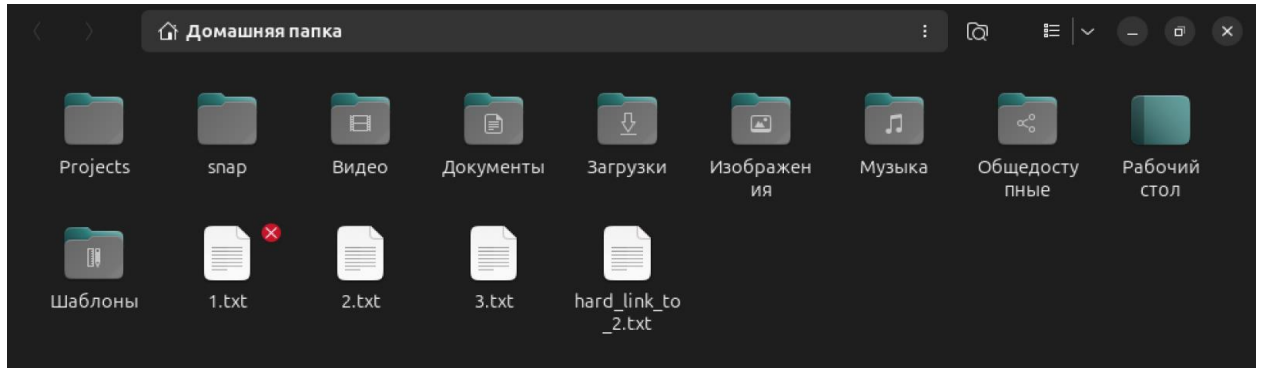 Домашняя папка
Projects
snap
Видео
Документы
Загрузки
Изображен
ия
Музыка
Общедосту
пные
Рабочий
стол
Шаблоны
1.txt
2.txt
3.txt
hard_link_to
_2.txt